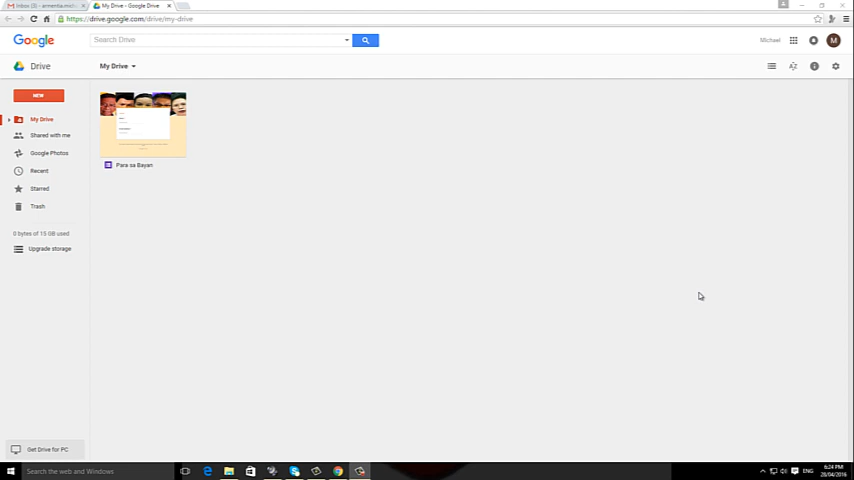 Inbox (3) - armenta.mich
My Drive - Google Drive
https://drive.google.com/drive/my-drive
Google
Search Drive
Michael
M
Drive
My Drive
NEW
My Drive
Shared with me
Google Photos
Recent
Starred
Trash
0 bytes of 15 GB used
Upgrade storage
Para sa Bayan
Get Drive for PC
Search the web and Windows
ENG
6:24 PM
28/04/2016